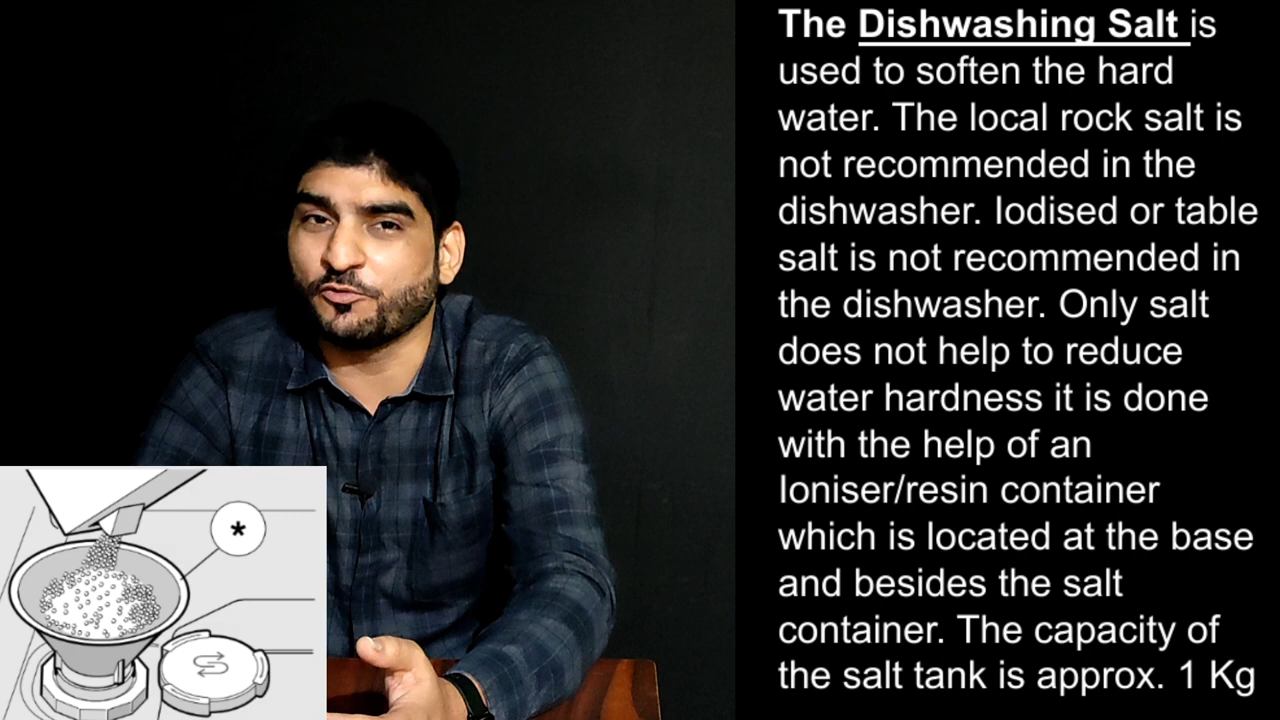 The Dishwashing Salt is
used to soften the hard
water. The local rock salt is
not recommended in the
dishwasher. Iodised or table
salt is not recommended in
the dishwasher. Only salt
does not help to reduce
water hardness it is done
with the help of an
Ioniser/resin container
which is located at the base
and besides the salt
container. The capacity of
the salt tank is approx. 1 Kg
*